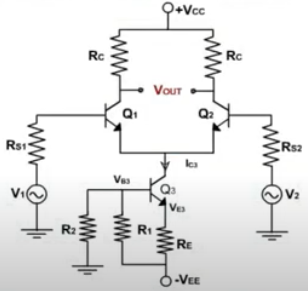 +VCC
RC RC
VOUT
Q1 Q2
RS1 RS2
IC3
V1 VB3 Q3 V2
VE3
R2 R1 RE
-VEE